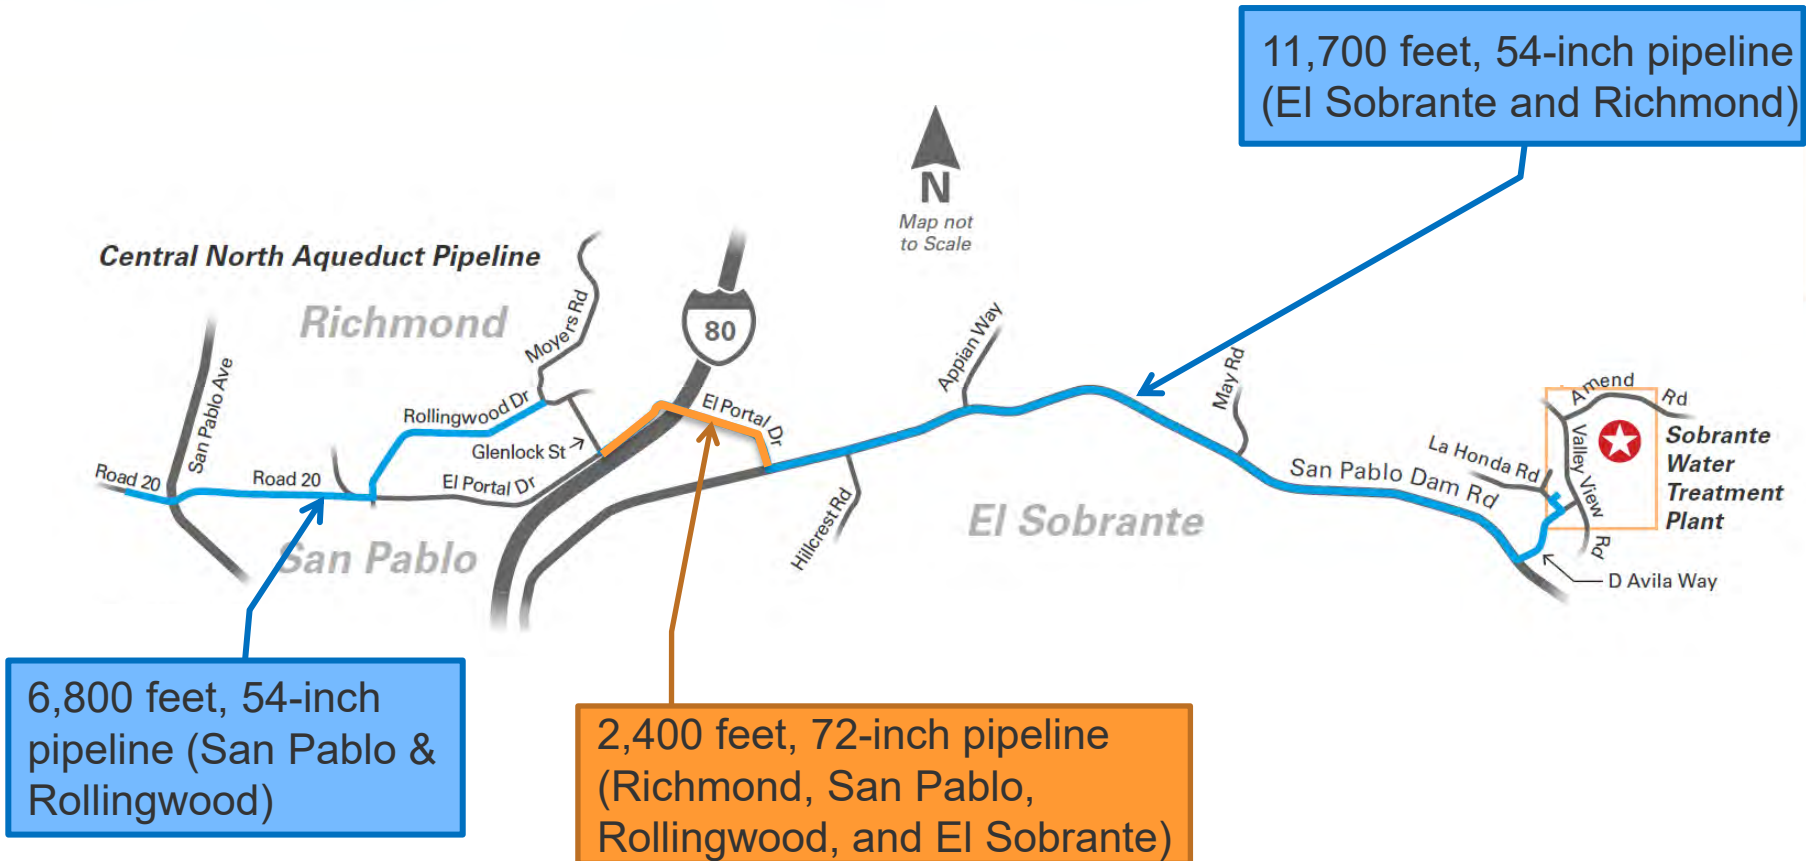 11,700 feet, 54-inch pipeline
(El Sobrante and Richmond)
N
Map not
to Scale
Central North Aqueduct Pipeline
Richmond
Moyers Rd
80
San Pablo Ave
Rollingwood Dr
Glenlock St
El Portal Dr
Road 20
Road 20
El Portal Dr
San Pablo
Appian Way
Hillcrest Rd
El Sobrante
May Rd
San Pablo Dam Rd
La Honda Rd
Amend Rd
Valley View Rd
Sobrante
Water
Treatment
Plant
D Avila Way
6,800 feet, 54-inch
pipeline (San Pablo &
Rollingwood)
2,400 feet, 72-inch pipeline
(Richmond, San Pablo,
Rollingwood, and El Sobrante)